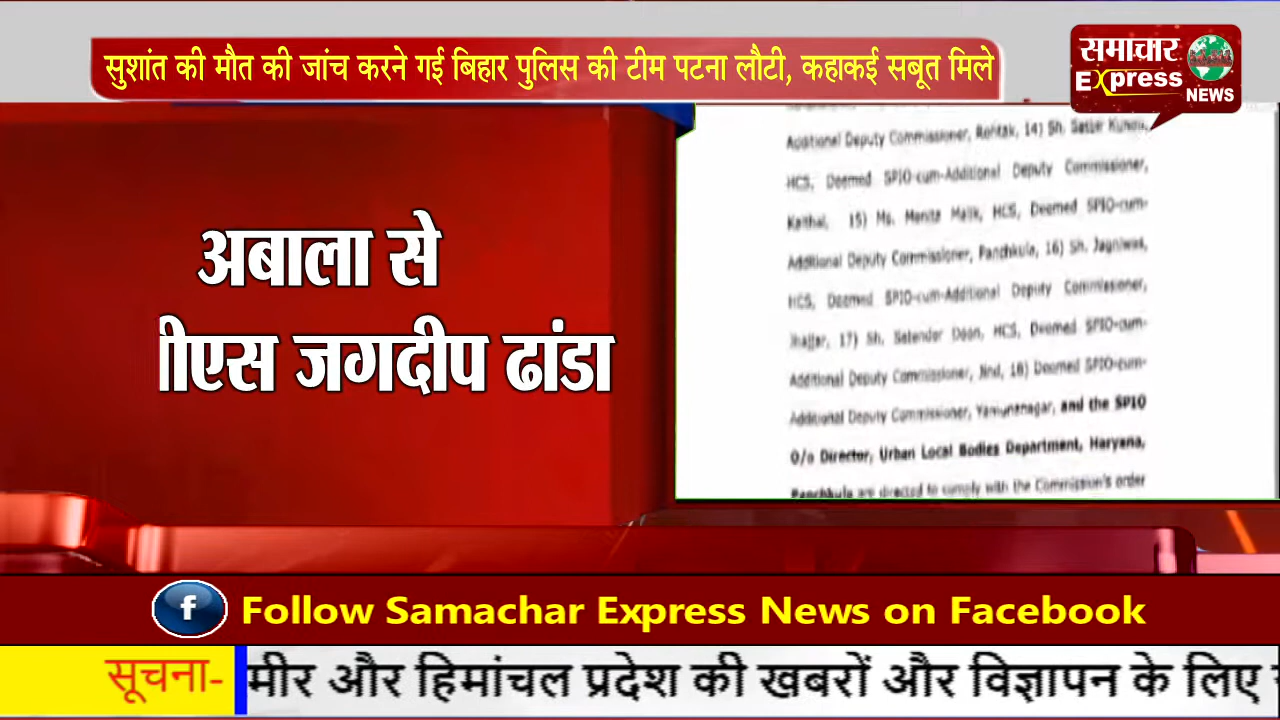 सुशांत की मौत की जांच करने गई बिहार पुलिस की टीम पटना लौटी, कहाकई सबूत मिले
समाचार
Express
NEWS
Additional Deputy Commissioner, Rohtak, 14) Sh.
HCS, Deemed SPIO-cum-Additional Deputy Commissioner,
Kaithal, 15) Ms. Manita Malik, HCS, Deemed SPIO-cum-
Additional Deputy Commissioner, Panchkula, 16) Sh. Jagniwas,
HCS, Deemed SPIO-cum-Additional Deputy Commissioner,
Jhajjar, 17) Sh. Satender HCS, Deemed SPIO-cum-
Additional Deputy Commissioner, Jind, 18) Deemed SPIO-cum-
Additional Deputy Commissioner, Yamunanagar, and the SPIO
O/o Director, Urban Local Bodies Department, Haryana,
Panchkula are directed to comply with the Commission's order
अबाला से
ीएस जगदीप ढांडा
f Follow Samachar Express News on Facebook
सूचना- मीर और हिमांचल प्रदेश की खबरों और विज्ञापन के लिए